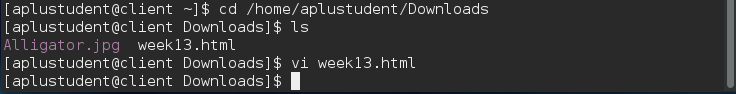 [aplustudent@client ~]$ cd /home/aplustudent/Downloads
[aplustudent@client Downloads]$ ls
Alligator.jpg  week13.html
[aplustudent@client Downloads]$ vi week13.html
[aplustudent@client Downloads]$